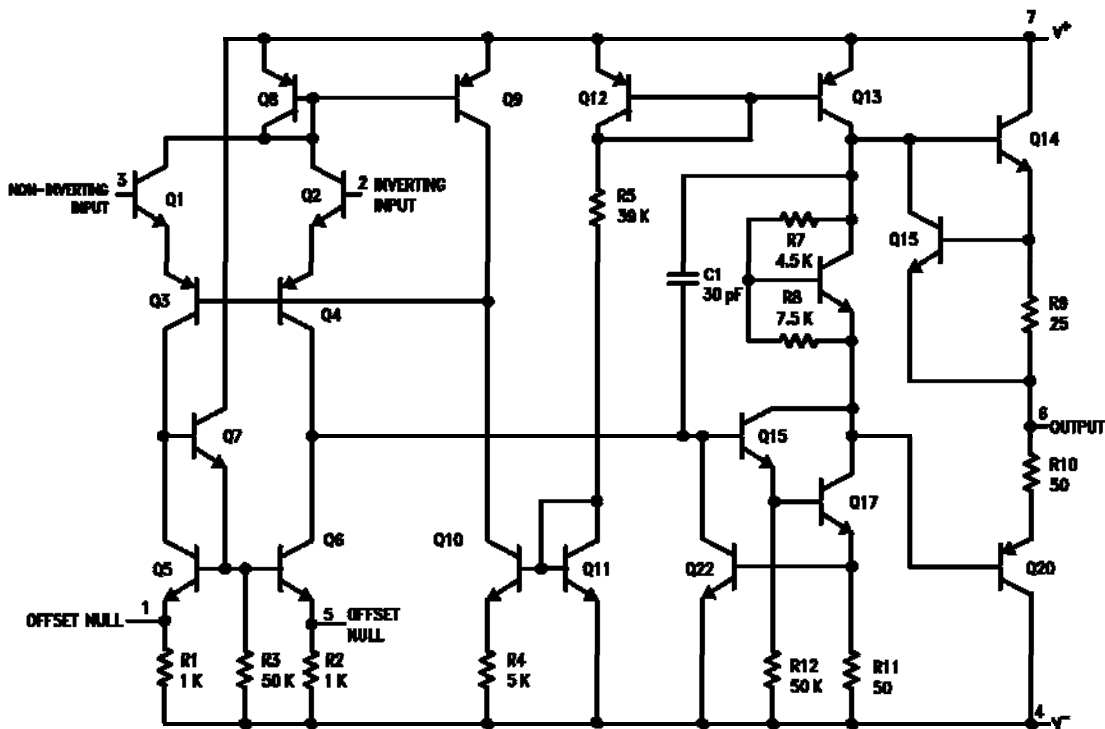 7
V+
Q8
Q9
Q12
Q13
Q14
3
NON-INVERTING
INPUT
Q1
Q2
2 INVERTING
INPUT
R5
39 K
R7
4.5 K
Q15
Q3
Q4
C1
30 pF
R8
7.5 K
R9
25
Q7
Q15
6
OUTPUT
R10
50
Q17
Q5
Q6
Q10
Q11
Q22
Q20
1
OFFSET NULL
5 OFFSET
NULL
R1
1 K
R3
50 K
R2
1 K
R4
5 K
R12
50 K
R11
50
4
V-